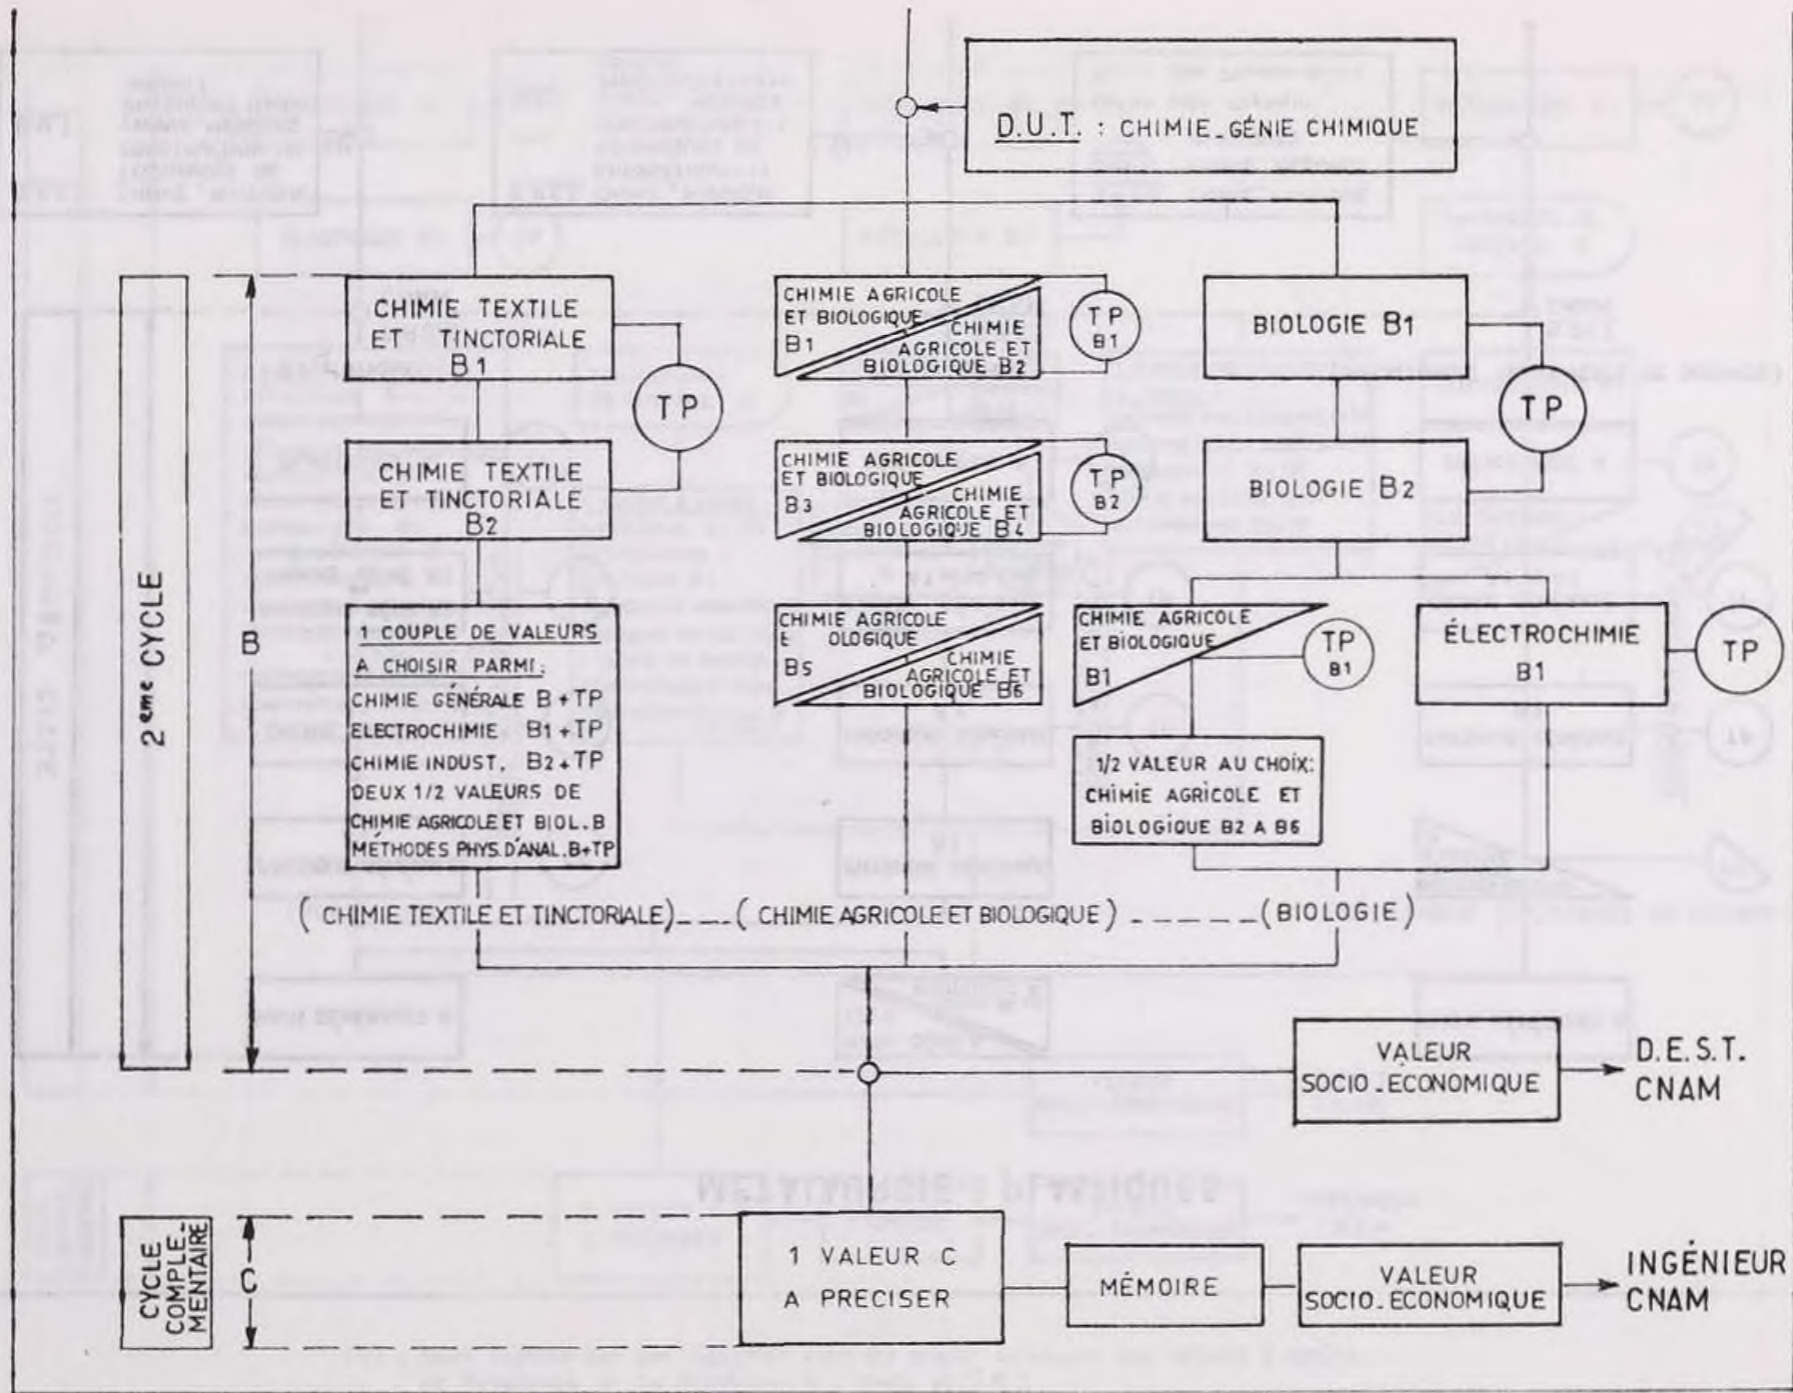 D.U.T. : CHIMIE_GÉNIE CHIMIQUE
2eme CYCLE
B
CHIMIE TEXTILE
ET TINCTORIALE
B1
TP
CHIMIE TEXTILE
ET TINCTORIALE
B2
1 COUPLE DE VALEURS
A CHOISIR PARMI:
CHIMIE GÉNÉRALE B+TP
ELECTROCHIMIE B1+TP
CHIMIE INDUST. B2+TP
DEUX 1/2 VALEURS DE
CHIMIE AGRICOLE ET BIOL.B
MÉTHODES PHYS.D'ANAL.B+TP
CHIMIE AGRICOLE
ET BIOLOGIQUE
B1
CHIMIE
AGRICOLE ET
BIOLOGIQUE B2
TP
B1
CHIMIE AGRICOLE
ET BIOLOGIQUE
B3
CHIMIE
AGRICOLE ET
BIOLOGIQUE B4
TP
B2
CHIMIE AGRICOLE
E OLOGIQUE
B5
CHIMIE
AGRICOLE ET
BIOLOGIQUE B6
BIOLOGIE B1
TP
BIOLOGIE B2
CHIMIE AGRICOLE
ET BIOLOGIQUE
B1
TP
B1
1/2 VALEUR AU CHOIX:
CHIMIE AGRICOLE ET
BIOLOGIQUE B2 A B6
ÉLECTROCHIMIE
B1
TP
(CHIMIE TEXTILE ET TINCTORIALE)____(CHIMIE AGRICOLE ET BIOLOGIQUE)______(BIOLOGIE)
VALEUR
SOCIO_ECONOMIQUE
D.E.S.T.
CNAM
CYCLE
COMPLE_
MENTAIRE
C
1 VALEUR C
A PRECISER
MÉMOIRE
VALEUR
SOCIO_ECONOMIQUE
INGÉNIEUR
CNAM